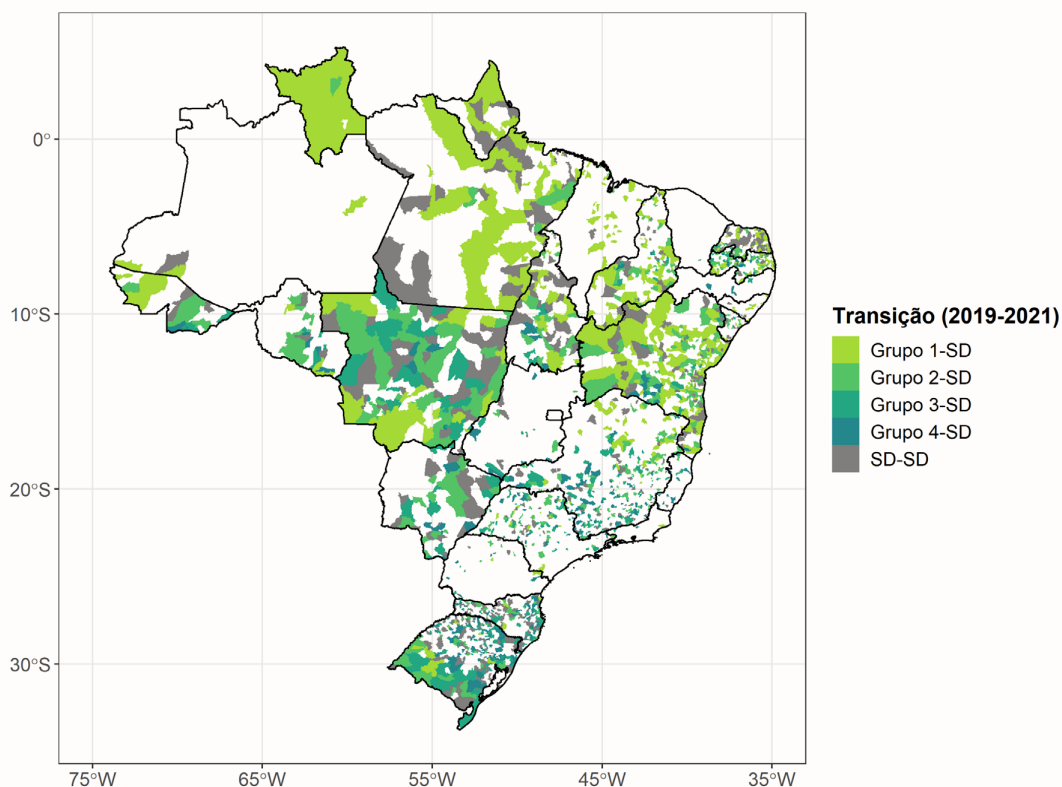 0°
10°S
20°S
30°S
75°W
65°W
55°W
45°W
35°W
Transição (2019-2021)
Grupo 1-SD
Grupo 2-SD
Grupo 3-SD
Grupo 4-SD
SD-SD